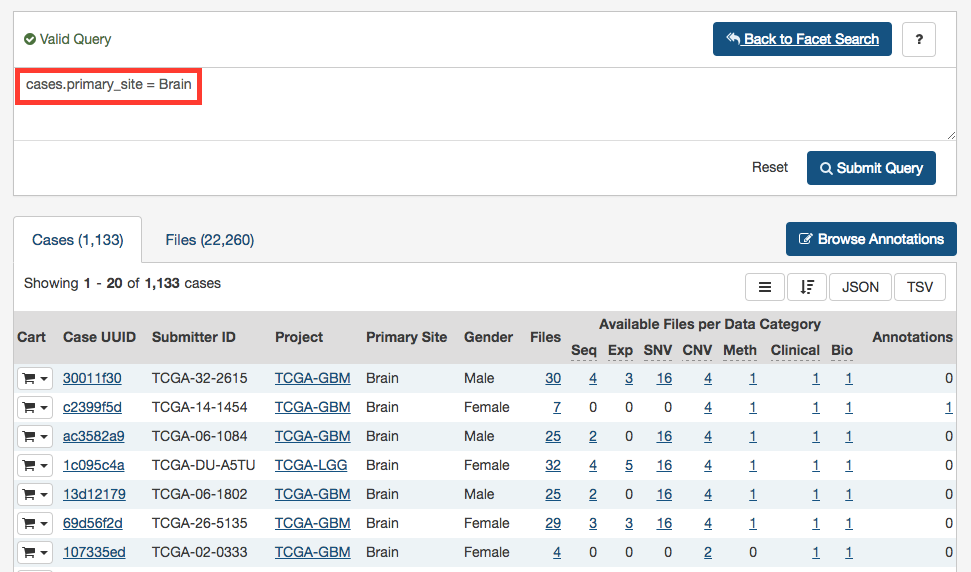 Valid Query
Back to Facet Search
?
cases.primary_site = Brain
Reset
Submit Query
Cases (1,133)
Files (22,260)
Browse Annotations
Showing 1 - 20 of 1,133 cases
JSON
TSV
Available Files per Data Category
Cart Case UUID Submitter ID Project Primary Site Gender Files Seq Exp SNV CNV Meth Clinical Bio Annotations
30011f30 TCGA-32-2615 TCGA-GBM Brain Male 30 4 3 16 4 1 1 1 0
c2399f5d TCGA-14-1454 TCGA-GBM Brain Female 7 0 0 0 4 1 1 1 1
ac3582a9 TCGA-06-1084 TCGA-GBM Brain Male 25 2 0 16 4 1 1 1 0
1c095c4a TCGA-DU-A5TU TCGA-LGG Brain Female 32 4 5 16 4 1 1 1 0
13d12179 TCGA-06-1802 TCGA-GBM Brain Male 25 2 0 16 4 1 1 1 0
69d56f2d TCGA-26-5135 TCGA-GBM Brain Female 29 3 3 16 4 1 1 1 0
107335ed TCGA-02-0333 TCGA-GBM Brain Female 4 0 0 0 2 0 1 1 0